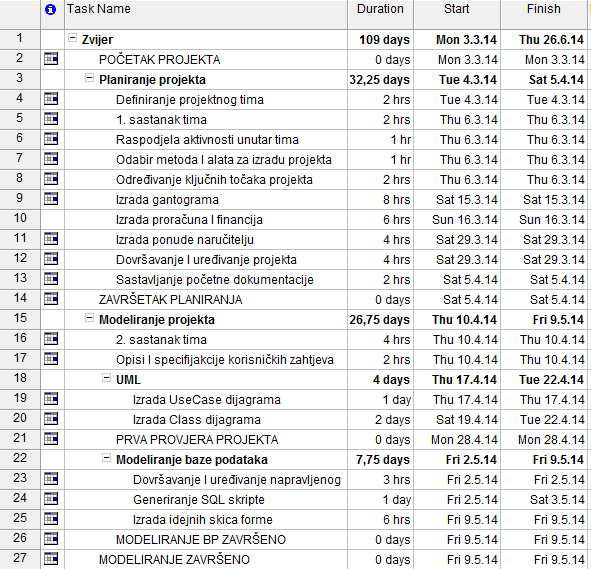 Task Name Duration Start Finish
1 Zvijer 109 days Mon 3.3.14 Thu 26.6.14
2 POČETAK PROJEKTA 0 days Mon 3.3.14 Mon 3.3.14
3 Planiranje projekta 32,25 days Tue 4.3.14 Sat 5.4.14
4 Definiranje projektnog tima 2 hrs Tue 4.3.14 Tue 4.3.14
5 1. sastanak tima 2 hrs Thu 6.3.14 Thu 6.3.14
6 Raspodjela aktivnosti unutar tima 1 hr Thu 6.3.14 Thu 6.3.14
7 Odabir metoda I alata za izradu projekta 1 hr Thu 6.3.14 Thu 6.3.14
8 Određivanje ključnih točaka projekta 2 hrs Thu 6.3.14 Thu 6.3.14
9 Izrada gantograma 8 hrs Sat 15.3.14 Sat 15.3.14
10 Izrada proračuna I financija 6 hrs Sun 16.3.14 Sun 16.3.14
11 Izrada ponude naručitelju 4 hrs Sat 29.3.14 Sat 29.3.14
12 Dovršavanje I uređivanje projekta 4 hrs Sat 29.3.14 Sat 29.3.14
13 Sastavljanje početne dokumentacije 2 hrs Sat 5.4.14 Sat 5.4.14
14 ZAVRŠETAK PLANIRANJA 0 days Sat 5.4.14 Sat 5.4.14
15 Modeliranje projekta 26,75 days Thu 10.4.14 Fri 9.5.14
16 2. sastanak tima 4 hrs Thu 10.4.14 Thu 10.4.14
17 Opisi I specifijakcije korisničkih zahtjeva 2 hrs Thu 10.4.14 Thu 10.4.14
18 UML 4 days Thu 17.4.14 Tue 22.4.14
19 Izrada UseCase dijagrama 1 day Thu 17.4.14 Thu 17.4.14
20 Izrada Class dijagrama 2 days Sat 19.4.14 Tue 22.4.14
21 PRVA PROVJERA PROJEKTA 0 days Mon 28.4.14 Mon 28.4.14
22 Modeliranje baze podataka 7,75 days Fri 2.5.14 Fri 9.5.14
23 Dovršavanje I uređivanje napravljenog 3 hrs Fri 2.5.14 Fri 2.5.14
24 Generiranje SQL skripte 1 day Fri 2.5.14 Sat 3.5.14
25 Izrada idejnih skica forme 6 hrs Fri 9.5.14 Fri 9.5.14
26 MODELIRANJE BP ZAVRŠENO 0 days Fri 9.5.14 Fri 9.5.14
27 MODELIRANJE ZAVRŠENO 0 days Fri 9.5.14 Fri 9.5.14